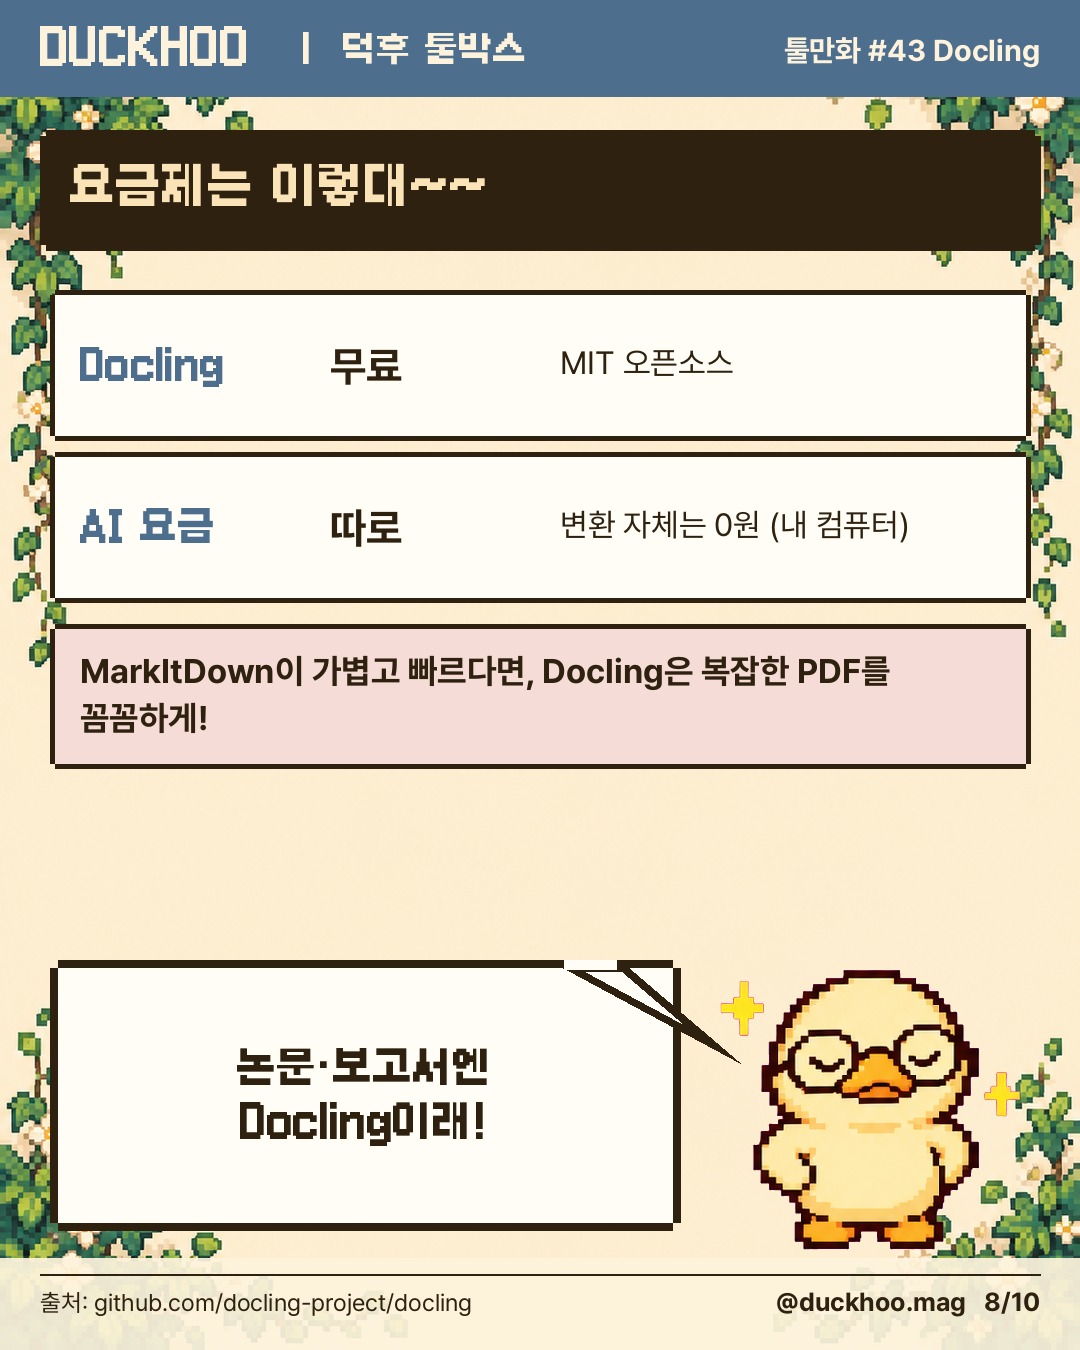 DUCKHOO | 덕후 툴박스
툴만화 #43 Docling
요금제는 이렇대~~
Docling 무료 MIT 오픈소스
AI 요금 따로 변환 자체는 0원 (내 컴퓨터)
MarkItDown이 가볍고 빠르다면, Docling은 복잡한 PDF를
꼼꼼하게!
논문·보고서엔
Docling이래!
출처: github.com/docling-project/docling
@duckhoo.mag 8/10